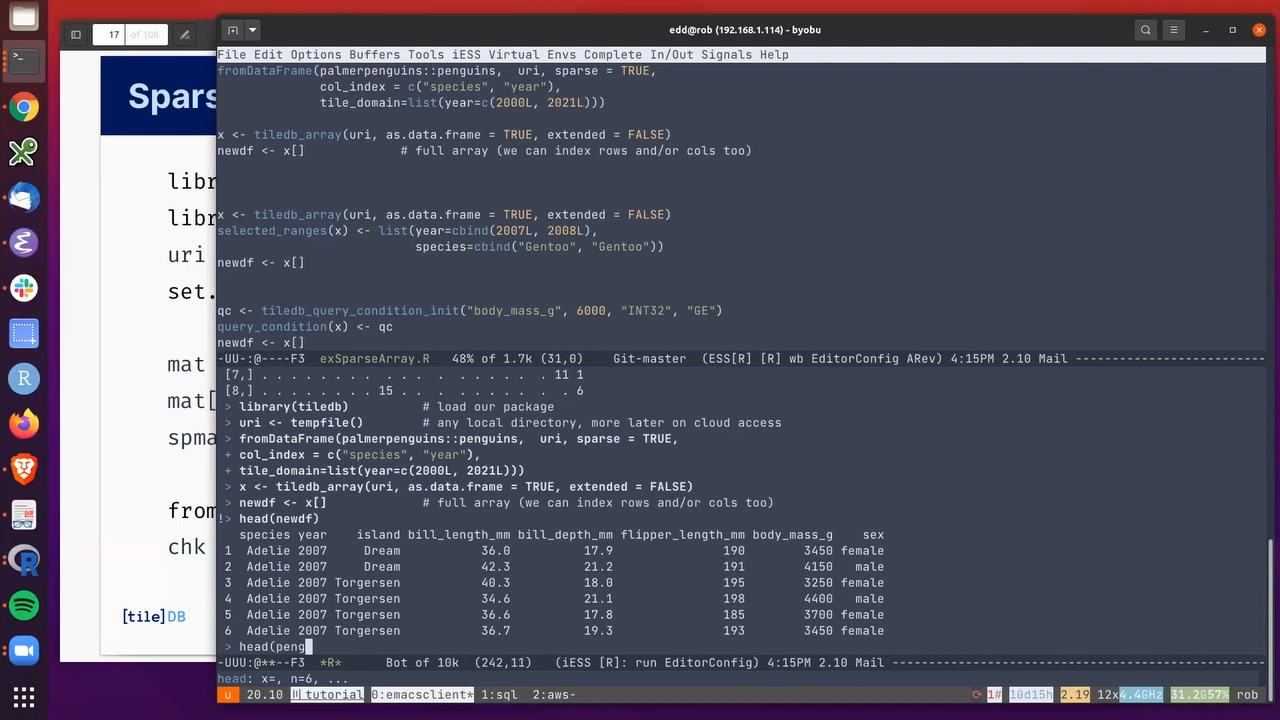 17 of 108
edd@rob (192.168.1.114) - byobu
File Edit Options Buffers Tools iESS Virtual Envs Complete In/Out Signals Help
fromDataFrame(palmerpenguins::penguins,  uri, sparse = TRUE,
col_index = c("species", "year"),
tile_domain=list(year=c(2000L, 2021L)))
x <- tiledb_array(uri, as.data.frame = TRUE, extended = FALSE)
newdf <- x[]             # full array (we can index rows and/or cols too)
x <- tiledb_array(uri, as.data.frame = TRUE, extended = FALSE)
selected_ranges(x) <- list(year=cbind(2007L, 2008L),
species=cbind("Gentoo", "Gentoo"))
newdf <- x[]
qc <- tiledb_query_condition_init("body_mass_g", 6000, "INT32", "GE")
query_condition(x) <- qc
newdf <- x[]
-UU-:@----F3  exSparseArray.R   48% of 1.7k (31,0)    Git-master  (ESS[R] [R] wb EditorConfig ARev) 4:15PM 2.10 Mail -------------------------
[7,] . . . . . . . .  . .  . . . . . . 11 1
[8,] . . . . . . . . 15 .  . . . . . .  . 6
> library(tiledb)         # load our package
> uri <- tempfile()       # any local directory, more later on cloud access
> fromDataFrame(palmerpenguins::penguins,  uri, sparse = TRUE,
+ col_index = c("species", "year"),
+ tile_domain=list(year=c(2000L, 2021L)))
> x <- tiledb_array(uri, as.data.frame = TRUE, extended = FALSE)
> newdf <- x[]            # full array (we can index rows and/or cols too)
!> head(newdf)
species year    island bill_length_mm bill_depth_mm flipper_length_mm body_mass_g    sex
1  Adelie 2007     Dream           36.0          17.9               190        3450 female
2  Adelie 2007     Dream           42.3          21.2               191        4150   male
3  Adelie 2007 Torgersen           40.3          18.0               195        3250 female
4  Adelie 2007 Torgersen           34.6          21.1               198        4400   male
5  Adelie 2007 Torgersen           36.6          17.8               185        3700 female
6  Adelie 2007 Torgersen           36.7          19.3               193        3450 female
> head(peng
-UUU:@**--F3  *R*      Bot of 10k  (242,11)   (iESS [R]: run EditorConfig) 4:15PM 2.10 Mail --------------------------------------------------
head: x=, n=6, ...
u  20.10 tutorial 0:emacsclient* 1:sql  2:aws-  1# 10d15h 2.19 12x4.4GHz 31.2G57% rob
Spars
libr
libr
uri
set.
mat
mat[
spma
from
chk
[tile]DB